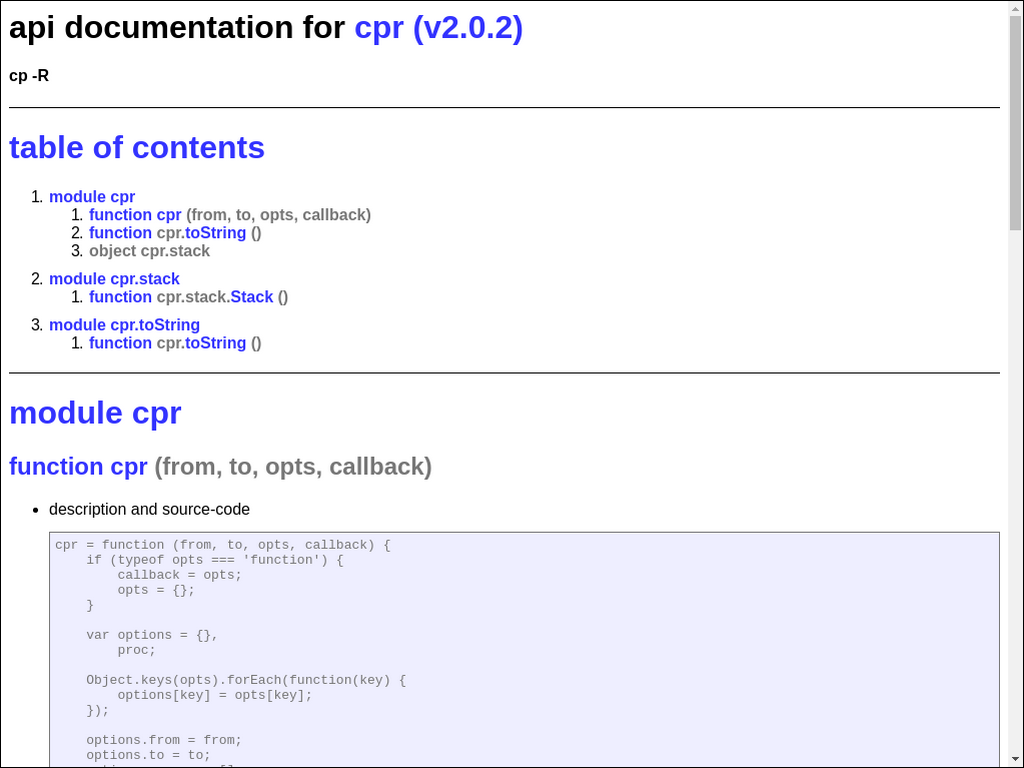 api documentation for cpr (v2.0.2)
cp -R
table of contents
1. module cpr
1. function cpr (from, to, opts, callback)
2. function cpr.toString ()
3. object cpr.stack
2. module cpr.stack
1. function cpr.stack.Stack ()
3. module cpr.toString
1. function cpr.toString ()
module cpr
function cpr (from, to, opts, callback)
• description and source-code
cpr = function (from, to, opts, callback) {
    if (typeof opts === 'function') {
        callback = opts;
        opts = {};
    }
    var options = {},
        proc;
    Object.keys(opts).forEach(function(key) {
        options[key] = opts[key];
    });
    options.from = from;
    options.to = to;